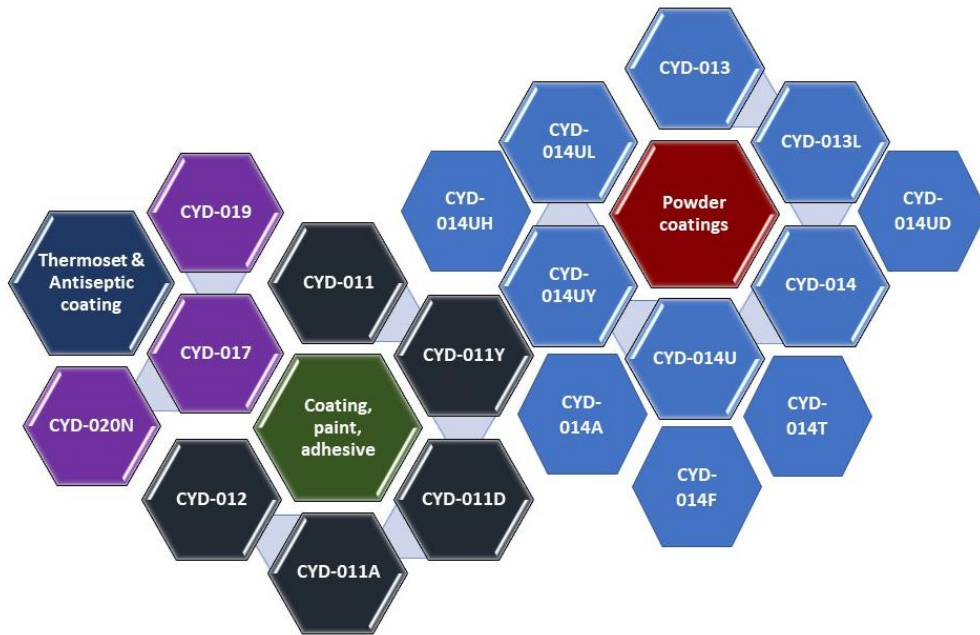 CYD-013
CYD-
014UL
CYD-013L
CYD-
014UH
Powder
coatings
CYD-
014UD
CYD-019
Thermoset &
Antiseptic
coating
CYD-011
CYD-
014UY
CYD-014
CYD-017
CYD-011Y
CYD-014U
CYD-020N
Coating,
paint,
adhesive
CYD-
014A
CYD-
014T
CYD-012
CYD-011D
CYD-
014F
CYD-011A